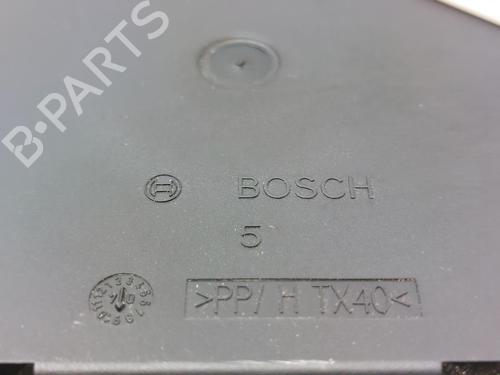 B-PARTS
BOSCH
5
>PP/ H TX40<